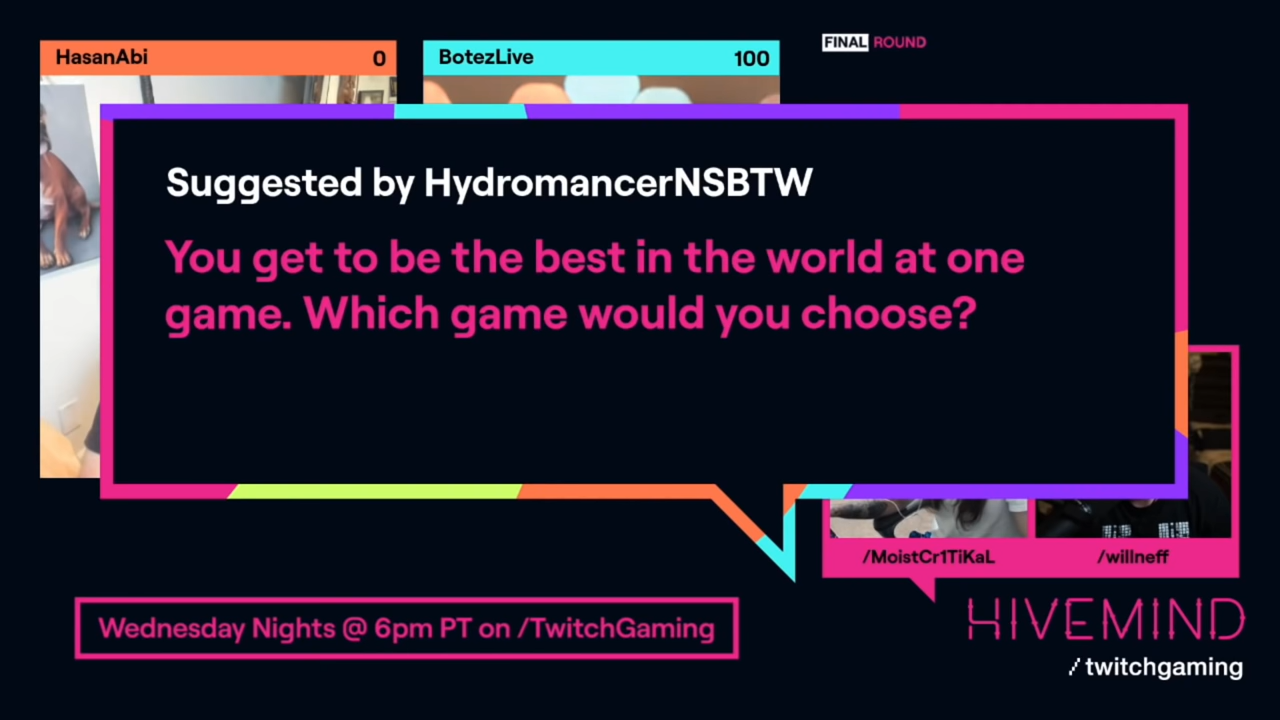 HasanAbi 0
BotezLive 100
FINAL ROUND
Suggested by HydromancerNSBTW
You get to be the best in the world at one
game. Which game would you choose?
/MoistCr1TiKaL
/willneff
Wednesday Nights @ 6pm PT on /TwitchGaming
HIVEMIND
/twitchgaming